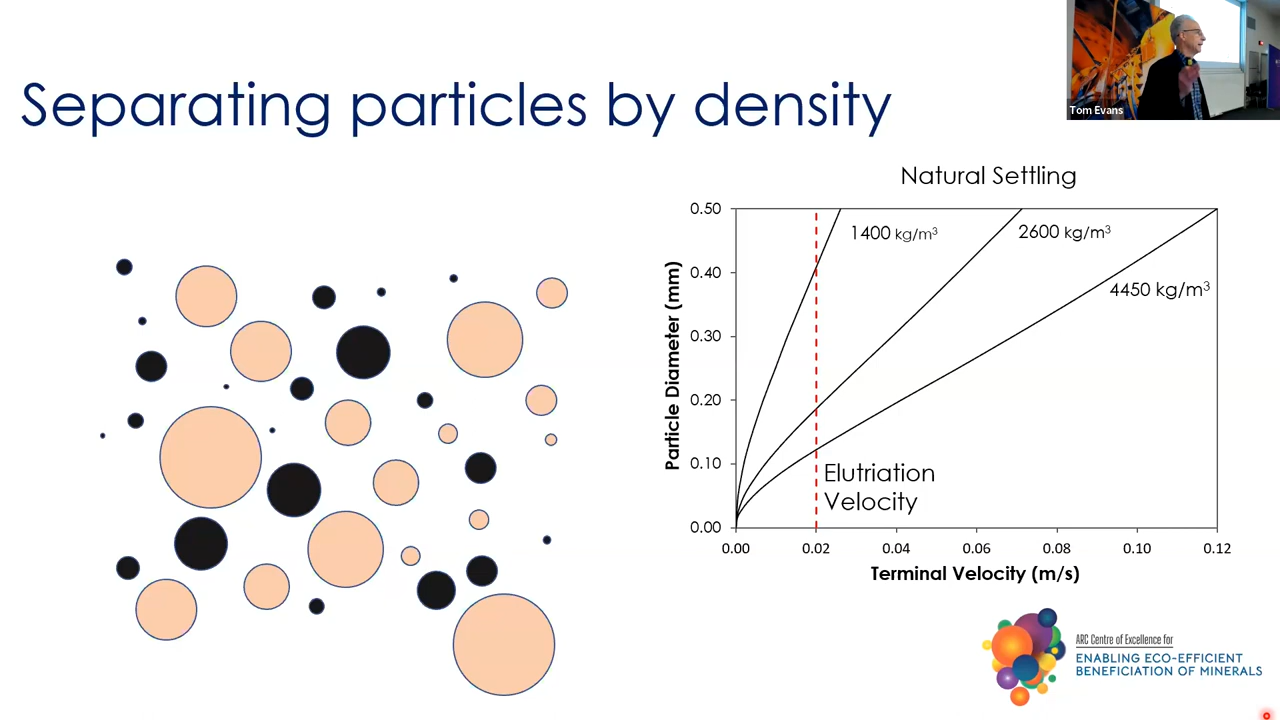 Tom Evans
Separating particles by density
Natural Settling
0.50
0.40
0.30
0.20
0.10
0.00
Particle Diameter (mm)
1400 kg/m³
2600 kg/m³
4450 kg/m³
Elutriation
Velocity
0.00 0.02 0.04 0.06 0.08 0.10 0.12
Terminal Velocity (m/s)
ARC Centre of Excellence for
ENABLING ECO-EFFICIENT
BENEFICIATION OF MINERALS